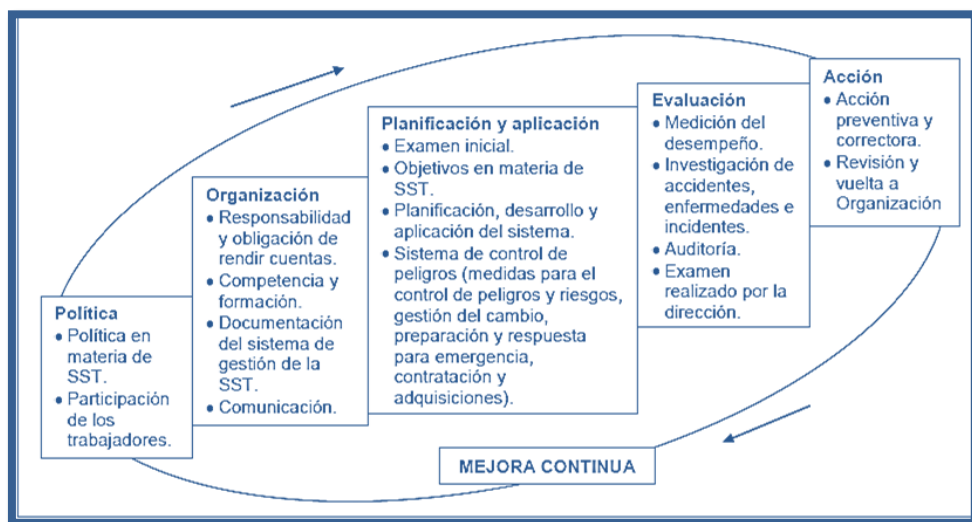 Política
• Política en
materia de
SST.
• Participación
de los
trabajadores.
Organización
• Responsabilidad
y obligación de
rendir cuentas.
• Competencia y
formación.
• Documentación
del sistema de
gestión de la
SST.
• Comunicación.
Planificación y aplicación
• Examen inicial.
• Objetivos en materia de
SST.
• Planificación, desarrollo y
aplicación del sistema.
• Sistema de control de
peligros (medidas para el
control de peligros y riesgos,
gestión del cambio,
preparación y respuesta
para emergencia,
contratación y
adquisiciones).
Evaluación
• Medición del
desempeño.
• Investigación de
accidentes,
enfermedades e
incidentes.
• Auditoría.
• Examen
realizado por la
dirección.
Acción
• Acción
preventiva y
correctora.
• Revisión y
vuelta a
Organización
MEJORA CONTINUA